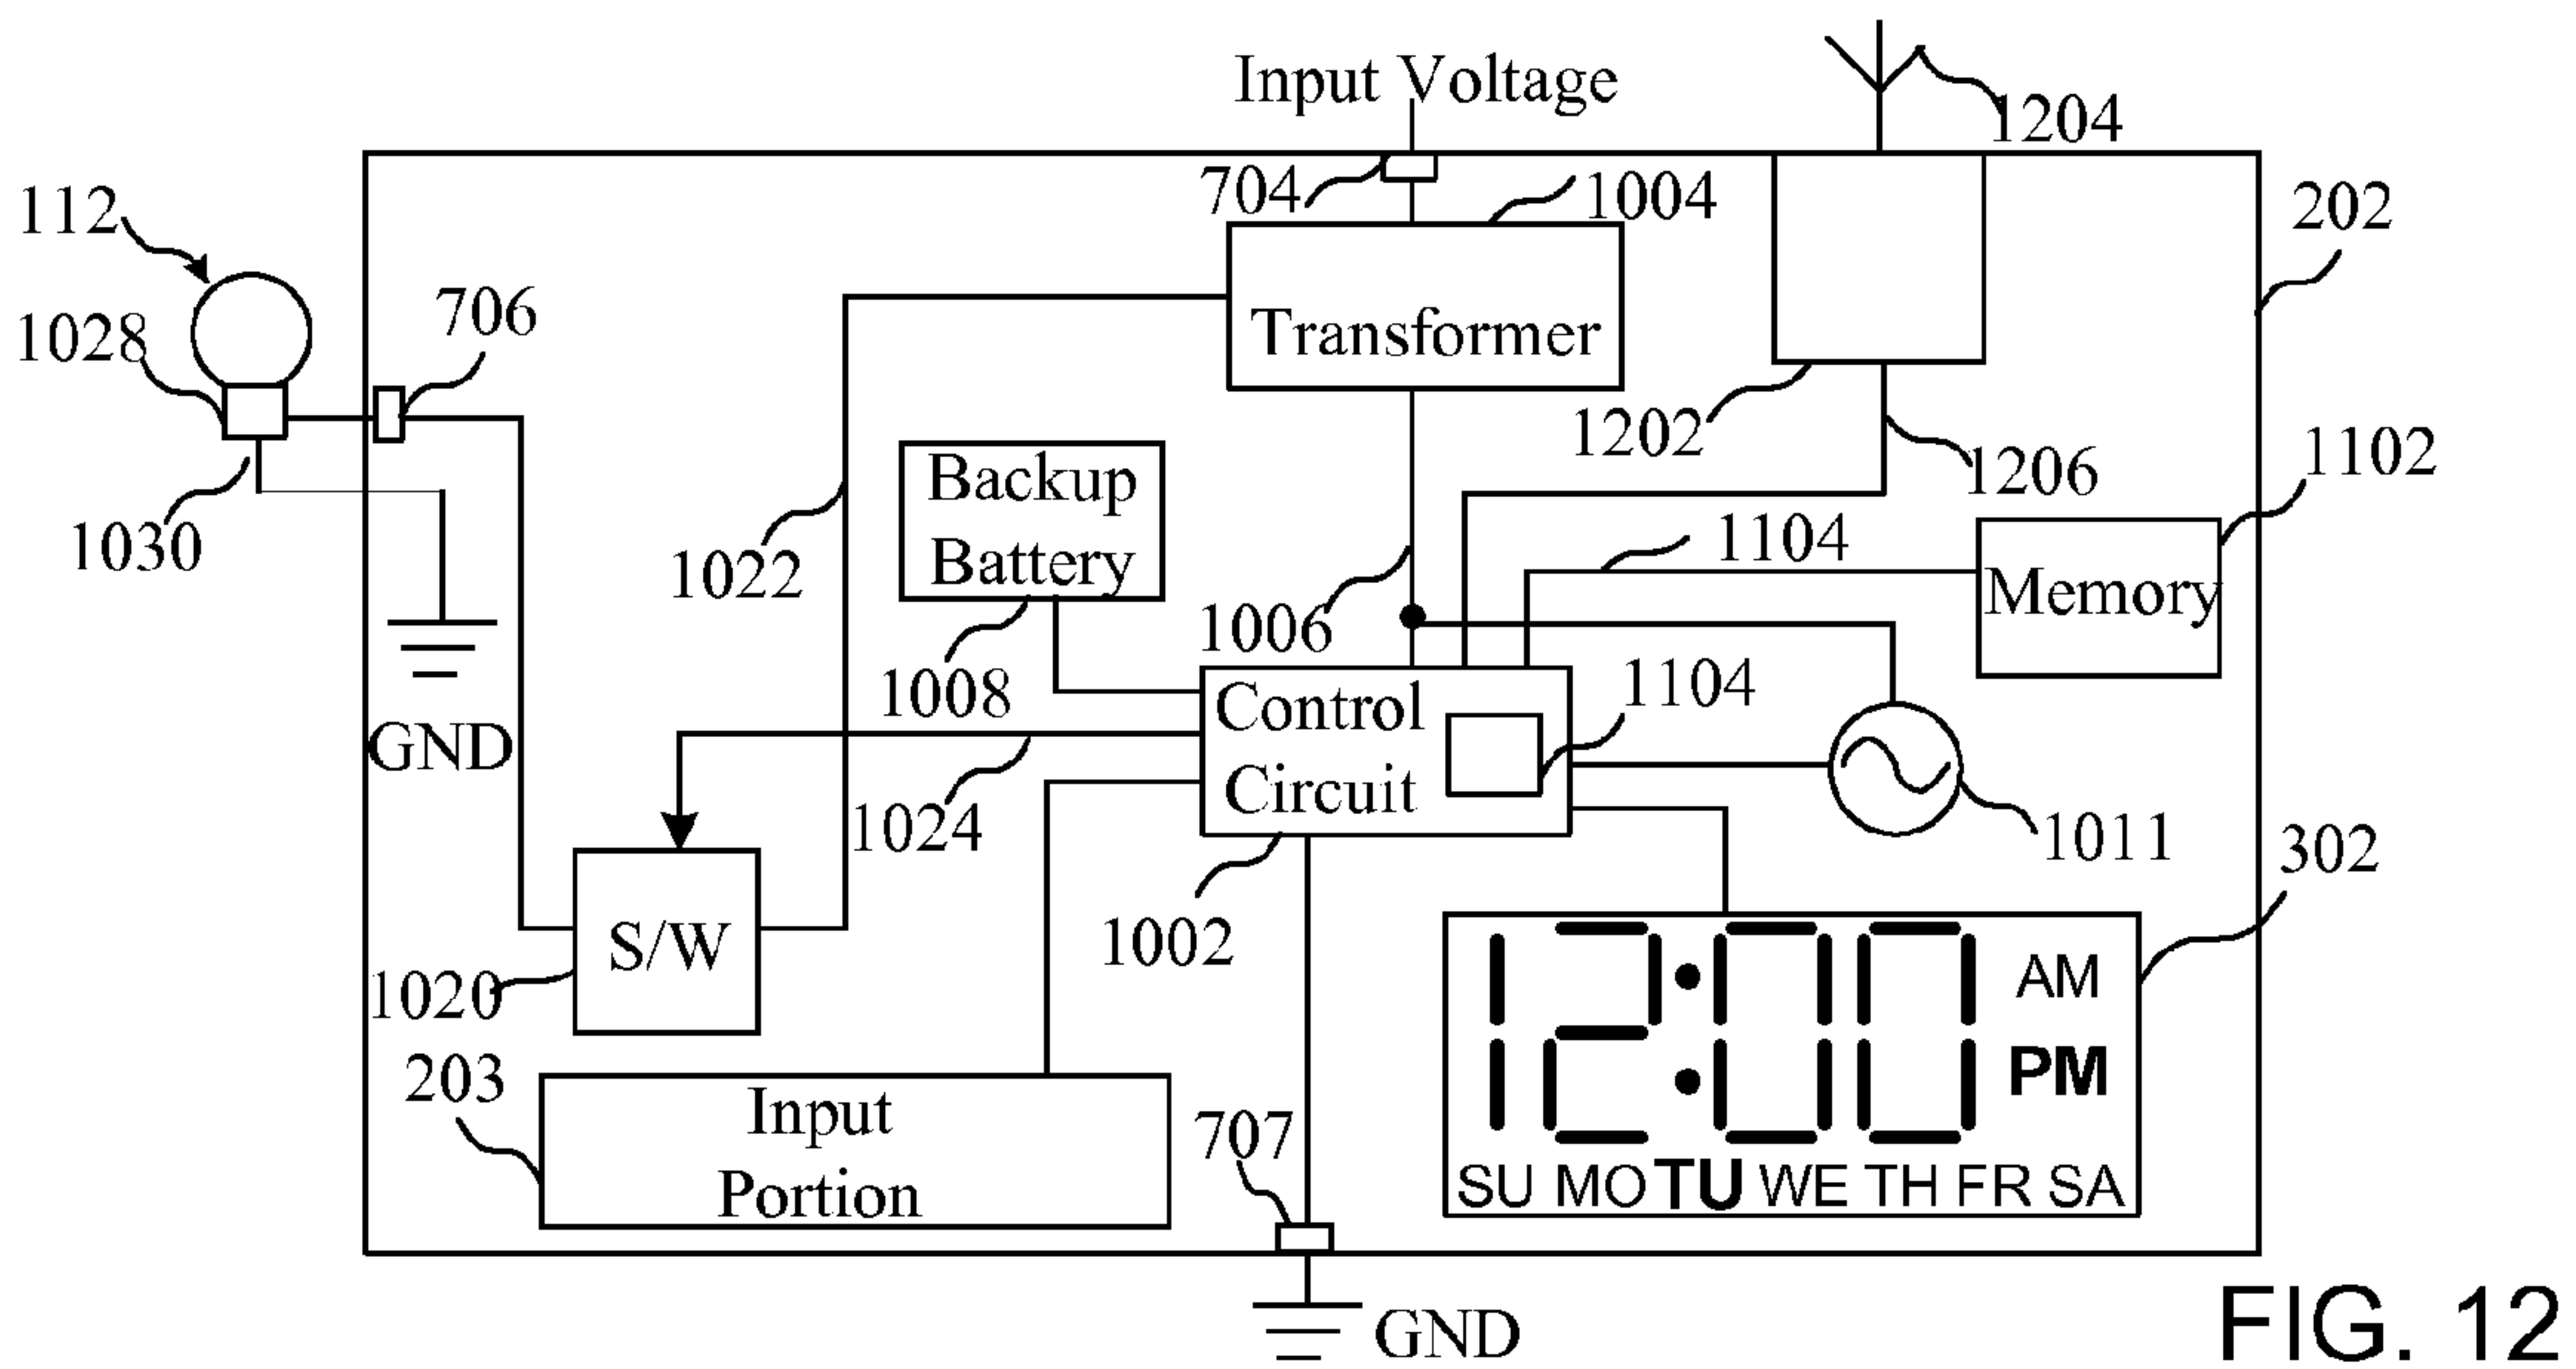 Input Voltage
1204
704
1004
202
112
706
1028
Transformer
1202
1206
1102
Backup
Battery
1030
1022
1104
Memory
1006
1008
1104
Control
Circuit
GND
1024
1011
302
1002
S/W
1020
12:00
AM
PM
203
Input
Portion
707
SU MO TU WE TH FR SA
GND
FIG. 12